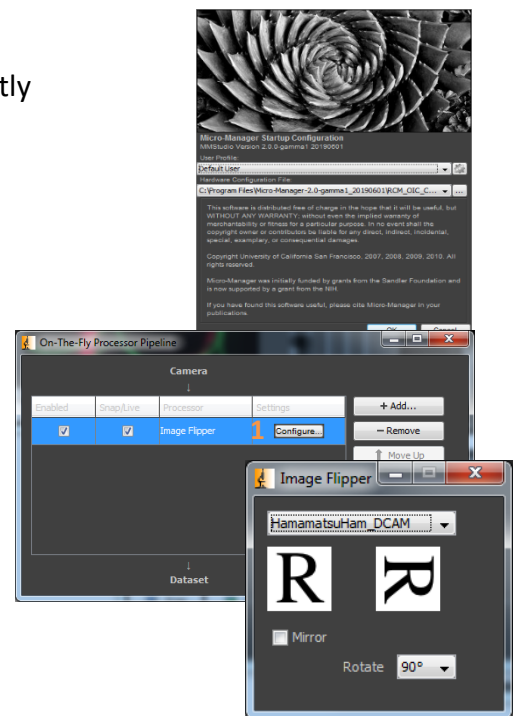 tly
Micro-Manager Startup Configuration
MMStudio Version 2.0.0-gamma1 20190601
User Profile:
Default User
Hardware Configuration File:
C:\Program Files\Micro-Manager-2.0-gamma1_20190601\RCM_OIC_C...
...
This software is distributed free of charge in the hope that it will be useful, but
WITHOUT ANY WARRANTY; without even the implied warranty of
merchantability or fitness for a particular purpose. In no event shall the
copyright owner or contributors be liable for any direct, indirect, incidental,
special, examplary, or consequential damages.
Copyright University of California San Francisco, 2007, 2008, 2009, 2010. All
rights reserved.
Micro-Manager was initially funded by grants from the Sandler Foundation and
is now supported by a grant from the NIH.
If you have found this software useful, please cite Micro-Manager in your
publications.
OK Cancel
On-The-Fly Processor Pipeline
Camera
↓
Enabled Snap/Live Processor Settings
+ Add...
Image Flipper 1 Configure...
− Remove
↑ Move Up
↓
Dataset
Image Flipper
HamamatsuHam_DCAM
R R
Mirror
Rotate 90°